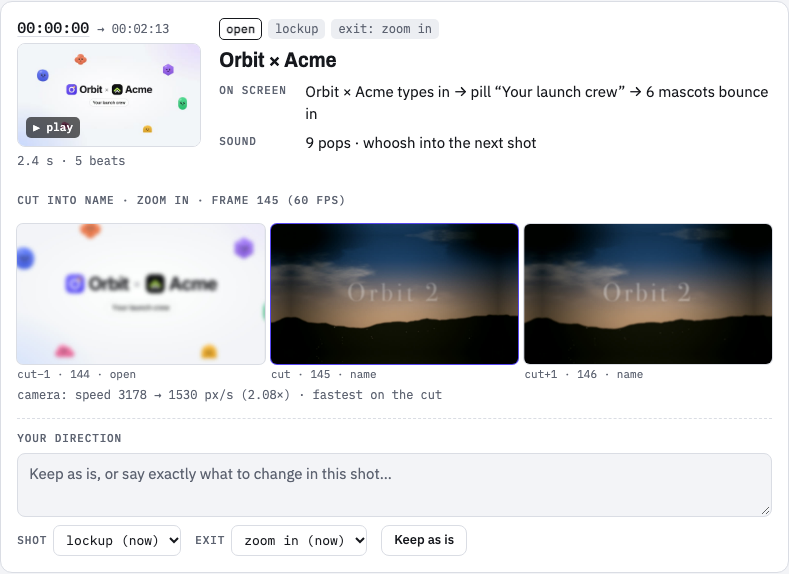 00:00:00 → 00:02:13
open lockup exit: zoom in
Orbit × Acme
Orbit · Acme
Your launch crew
▶ play
2.4 s · 5 beats
ON SCREEN Orbit × Acme types in → pill “Your launch crew” → 6 mascots bounce
in
SOUND 9 pops · whoosh into the next shot
CUT INTO NAME · ZOOM IN · FRAME 145 (60 FPS)
Orbit · Acme
Your launch crew
Orbit 2
Orbit 2
cut−1 · 144 · open
cut · 145 · name
cut+1 · 146 · name
camera: speed 3178 → 1530 px/s (2.08×) · fastest on the cut
YOUR DIRECTION
Keep as is, or say exactly what to change in this shot...
SHOT lockup (now) EXIT zoom in (now) Keep as is